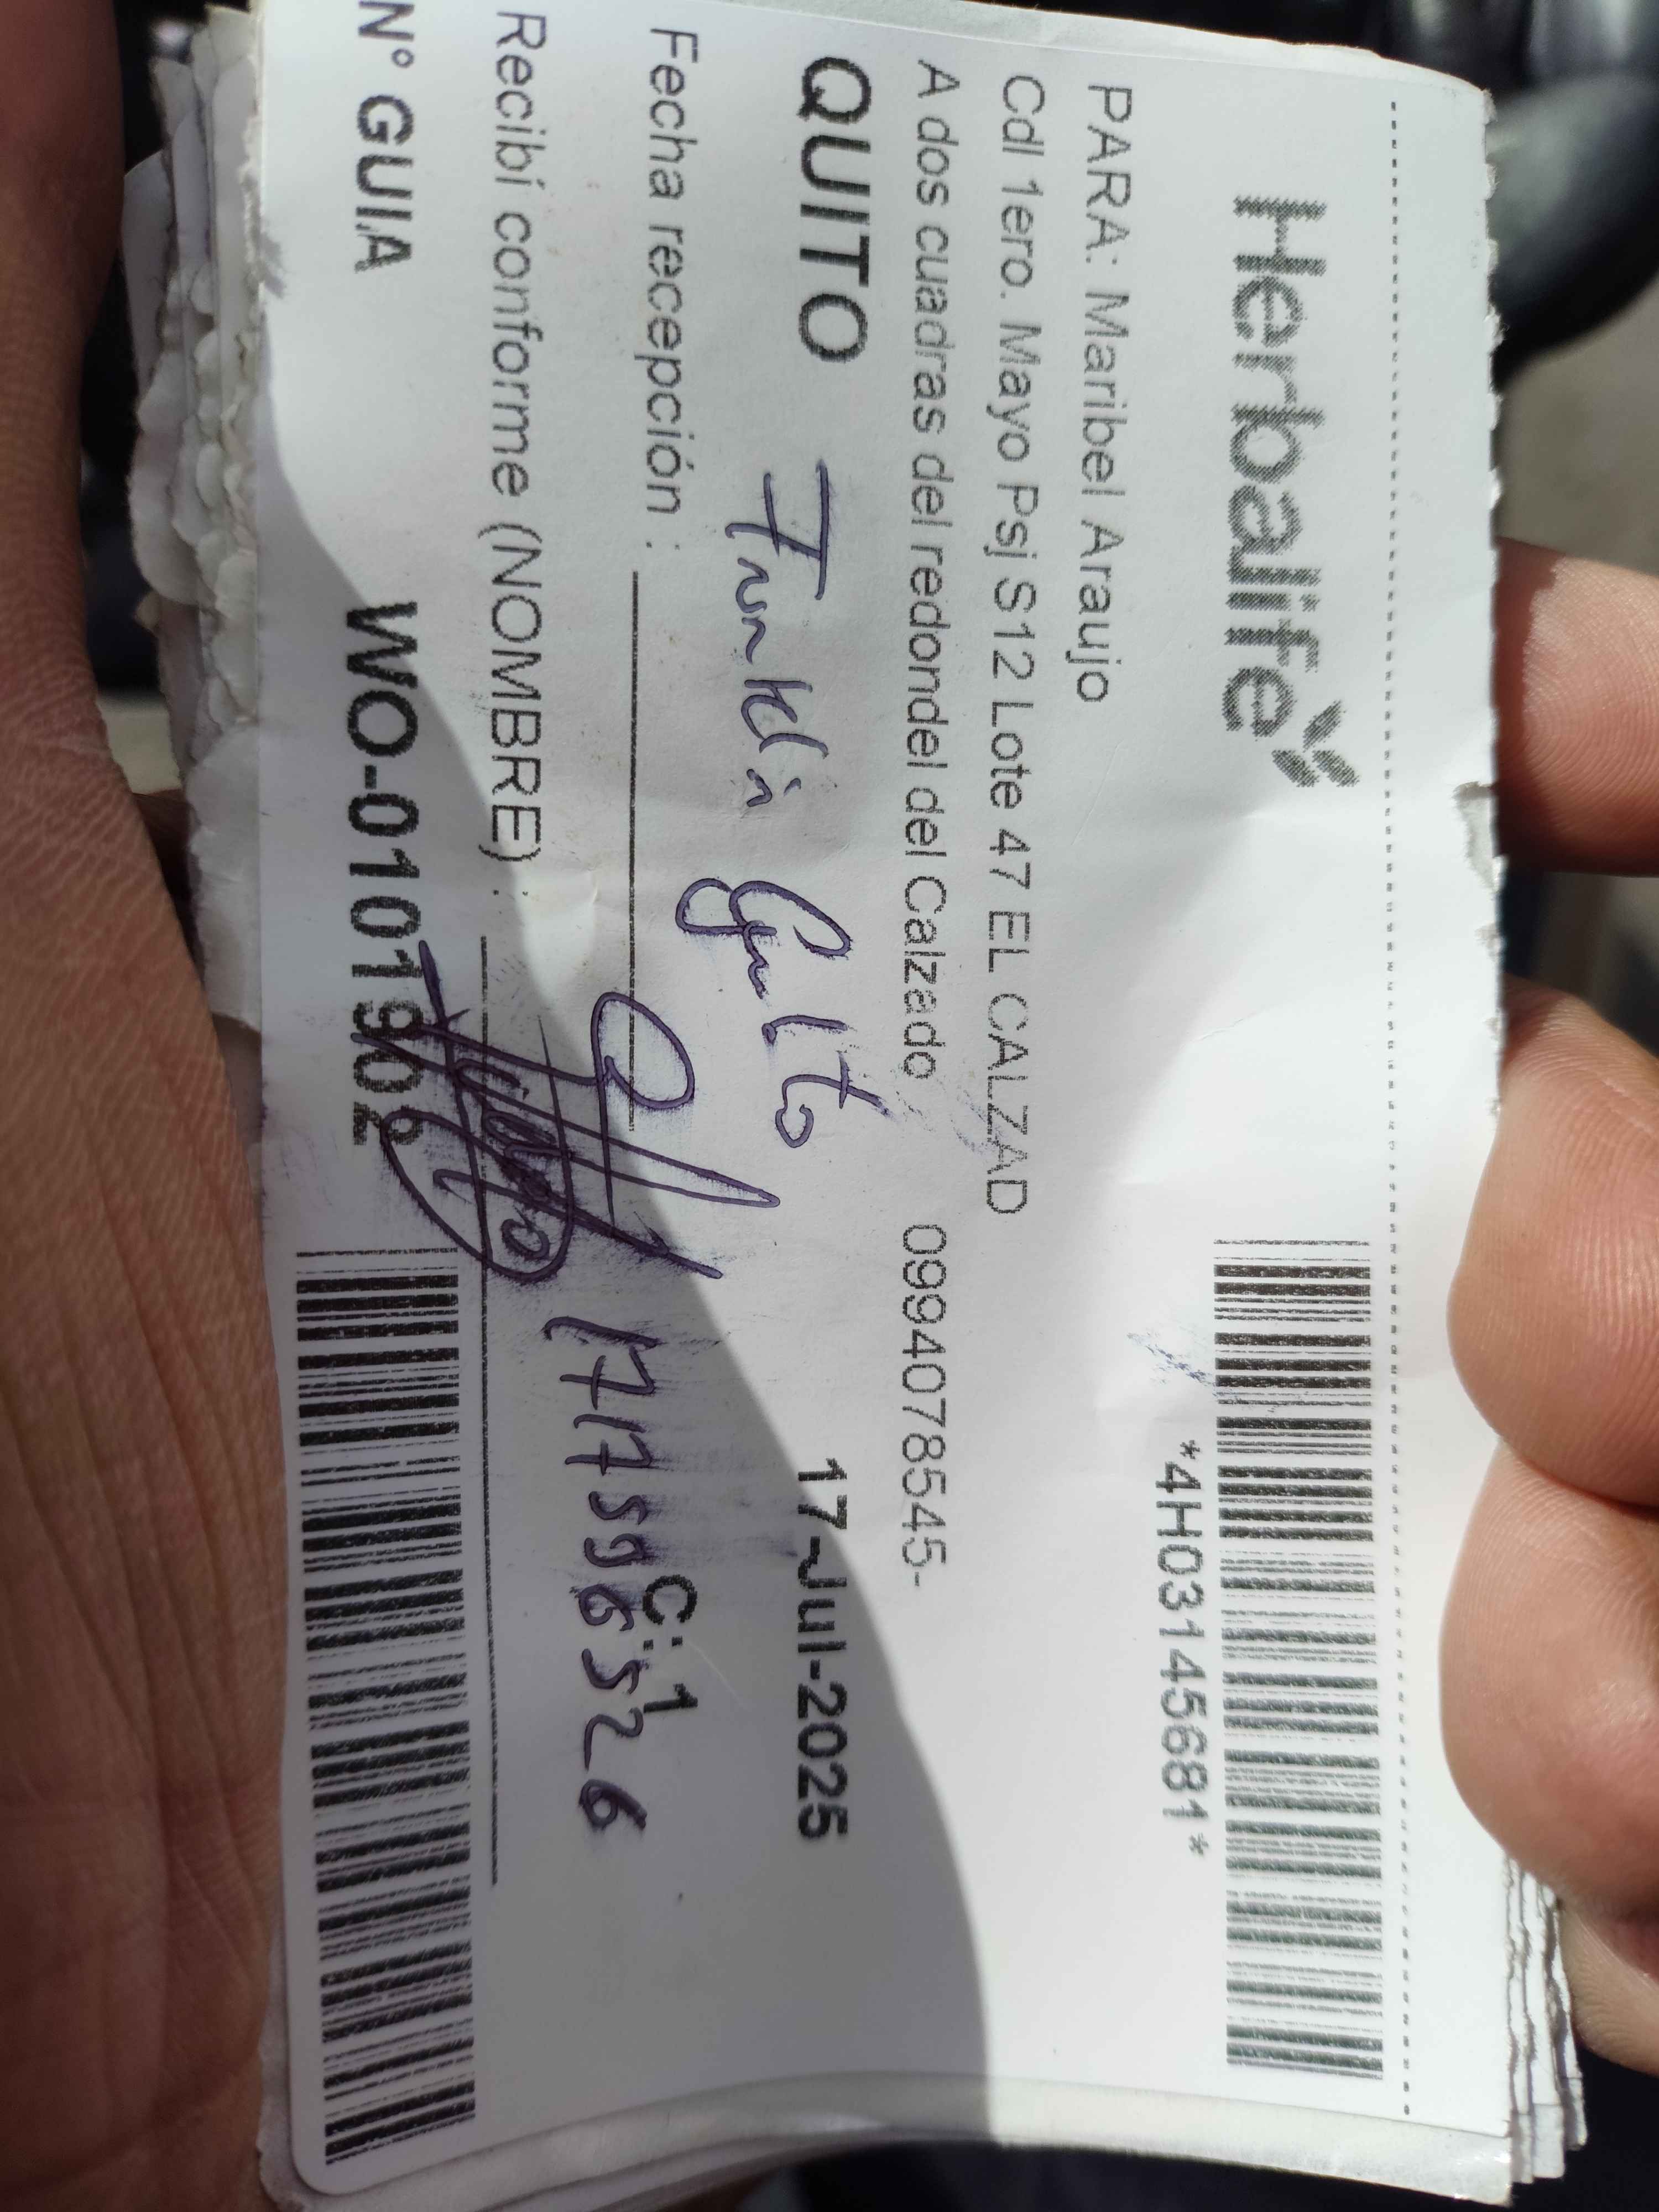 Herbalife
*4H03145681*
PARA: Maribel Araujo
Cdl 1ero. Mayo Psj S12 Lote 47 EL CALZAD
A dos cuadras del redondel del Calzado 0994078545-
QUITO 17-Jul-2025
Fecha recepción :
C: 1
171596526
Recibí conforme (NOMBRE) :
N° GUIA WO-0101902